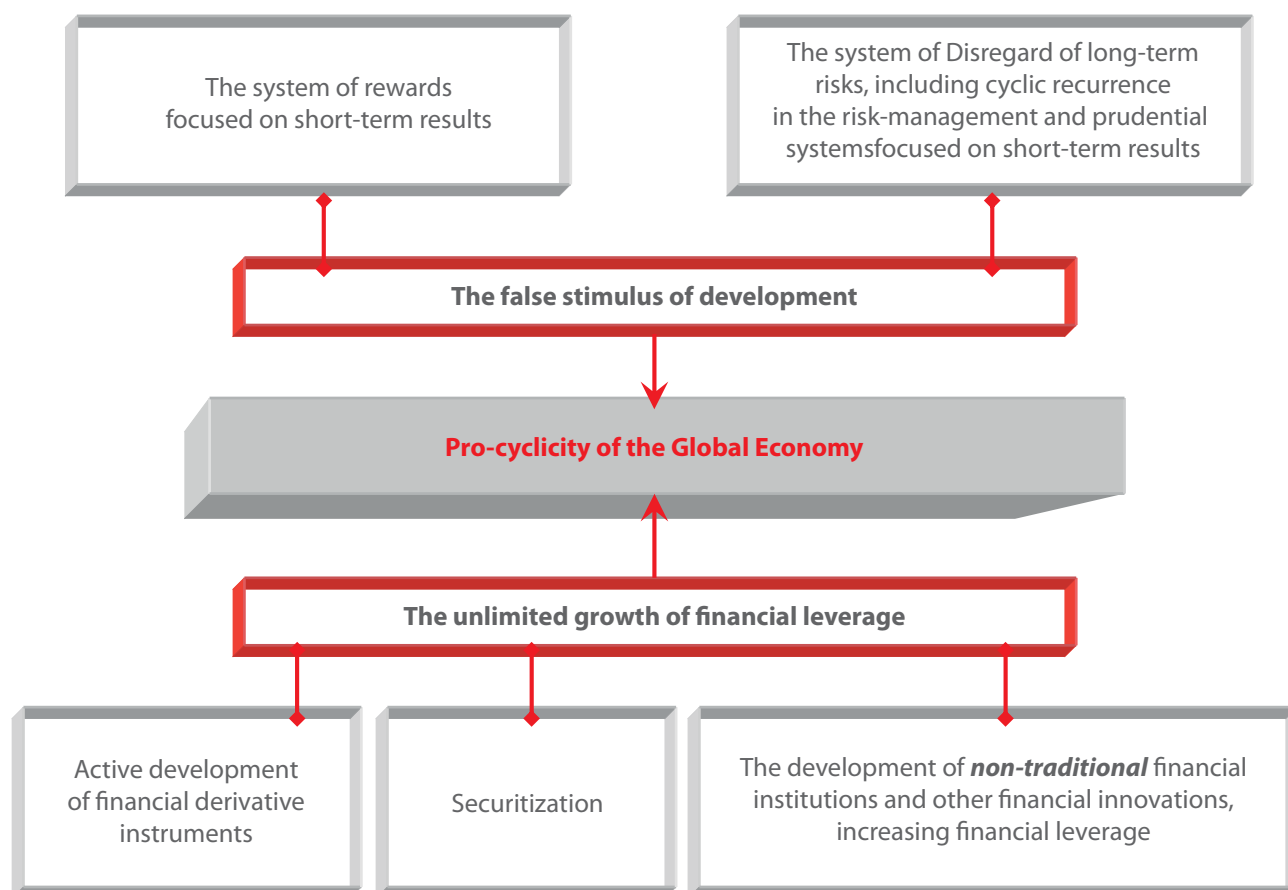 The system of rewards
focused on short-term results
The system of Disregard of long-term
risks, including cyclic recurrence
in the risk-management and prudential
systemsfocused on short-term results
The false stimulus of development
Pro-cyclicity of the Global Economy
The unlimited growth of financial leverage
Active development
of financial derivative
instruments
Securitization
The development of non-traditional financial
institutions and other financial innovations,
increasing financial leverage